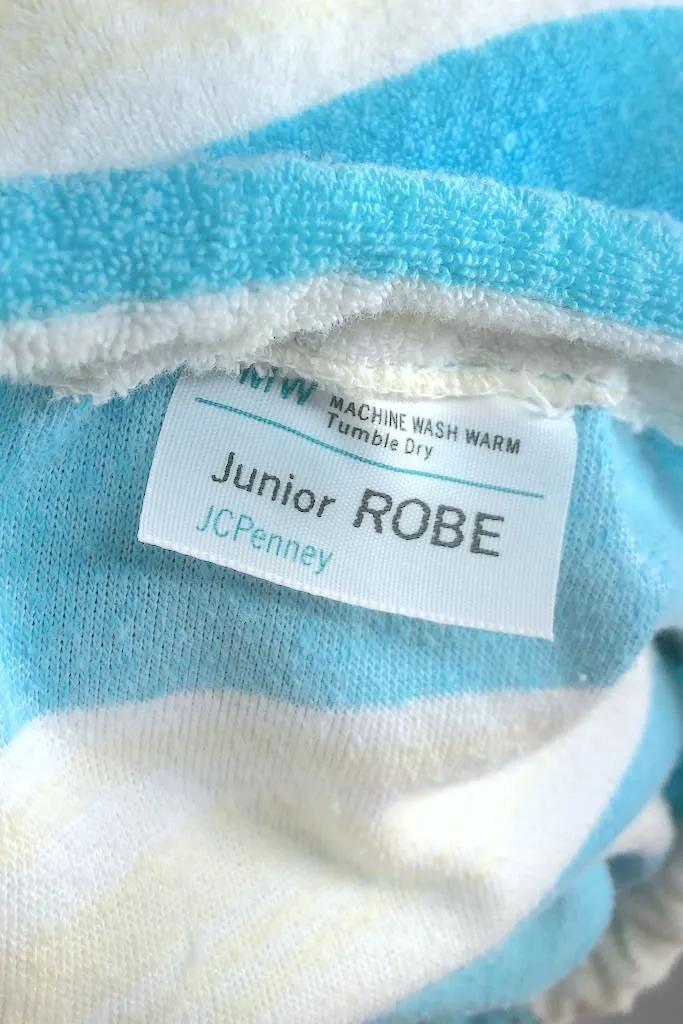 MW
MACHINE WASH WARM
Tumble Dry
Junior ROBE
JCPenney